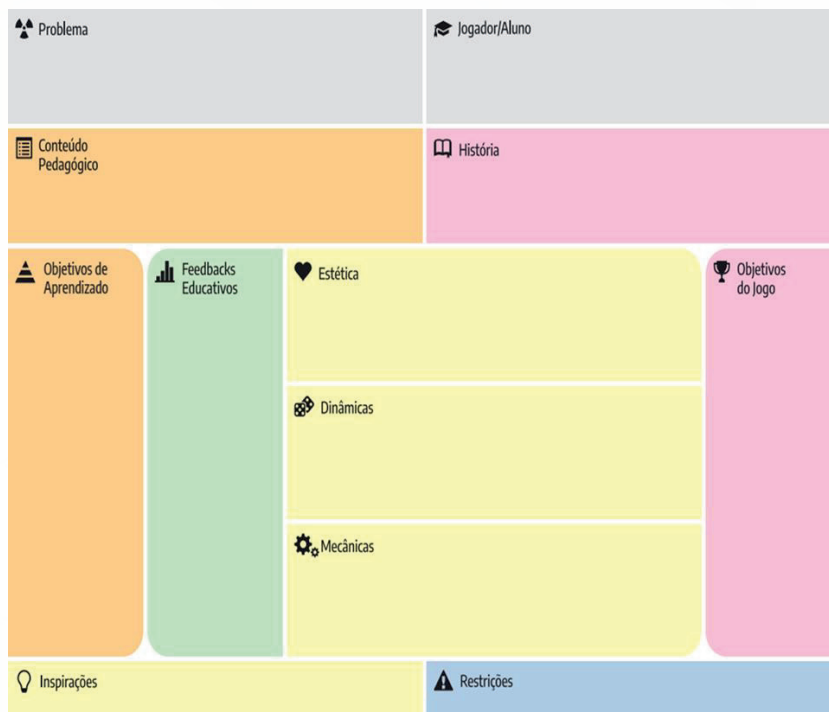 Problema
Jogador/Aluno
Conteúdo
Pedagógico
História
Objetivos de
Aprendizado
Feedbacks
Educativos
Estética
Objetivos
do Jogo
Dinâmicas
Mecânicas
Inspirações
Restrições